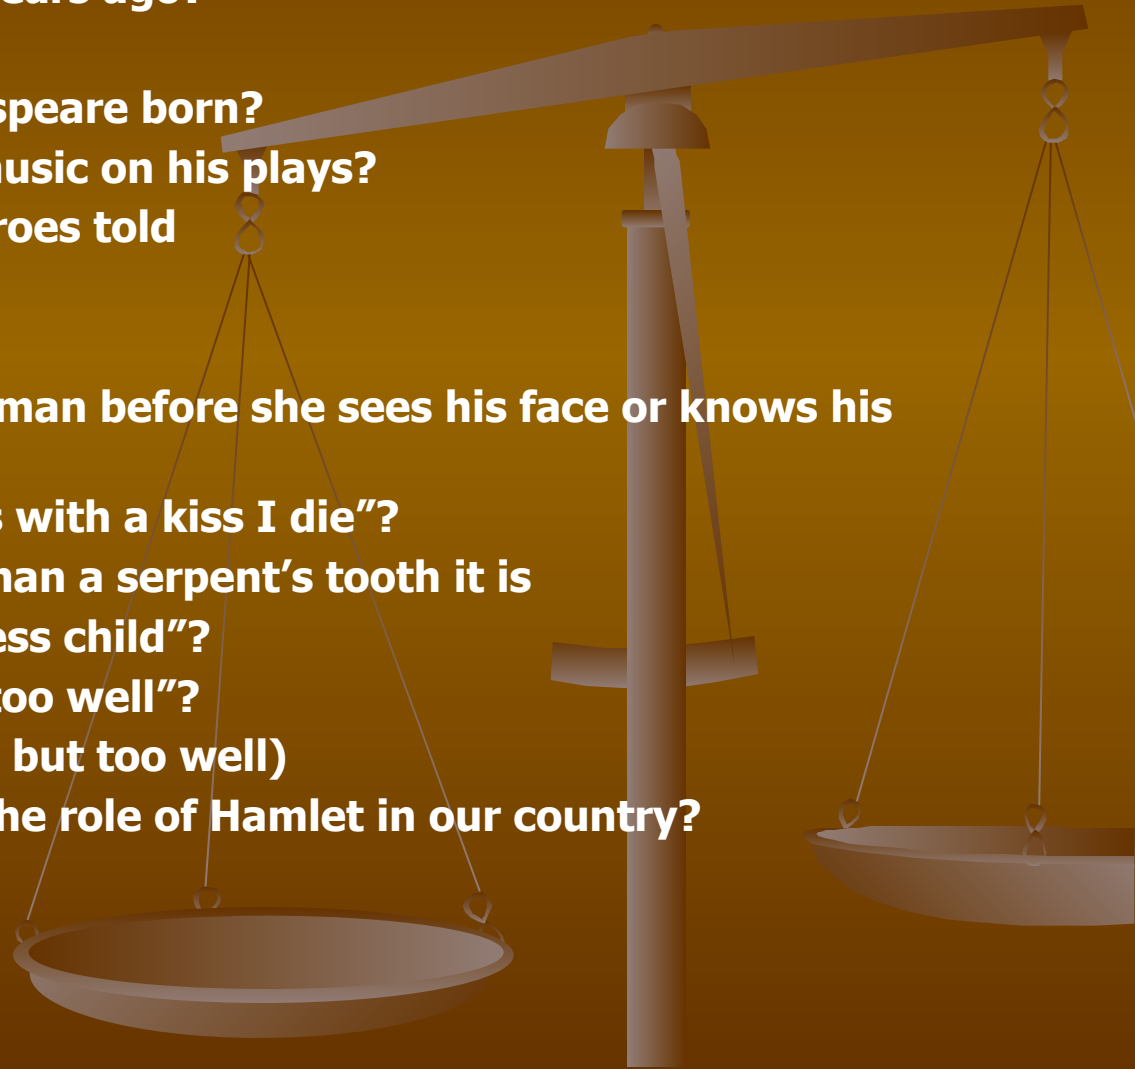 ears ago?
speare born?
usic on his plays?
roes told
man before she sees his face or knows his
s with a kiss I die”?
han a serpent’s tooth it is
ess child”?
too well”?
but too well)
he role of Hamlet in our country?